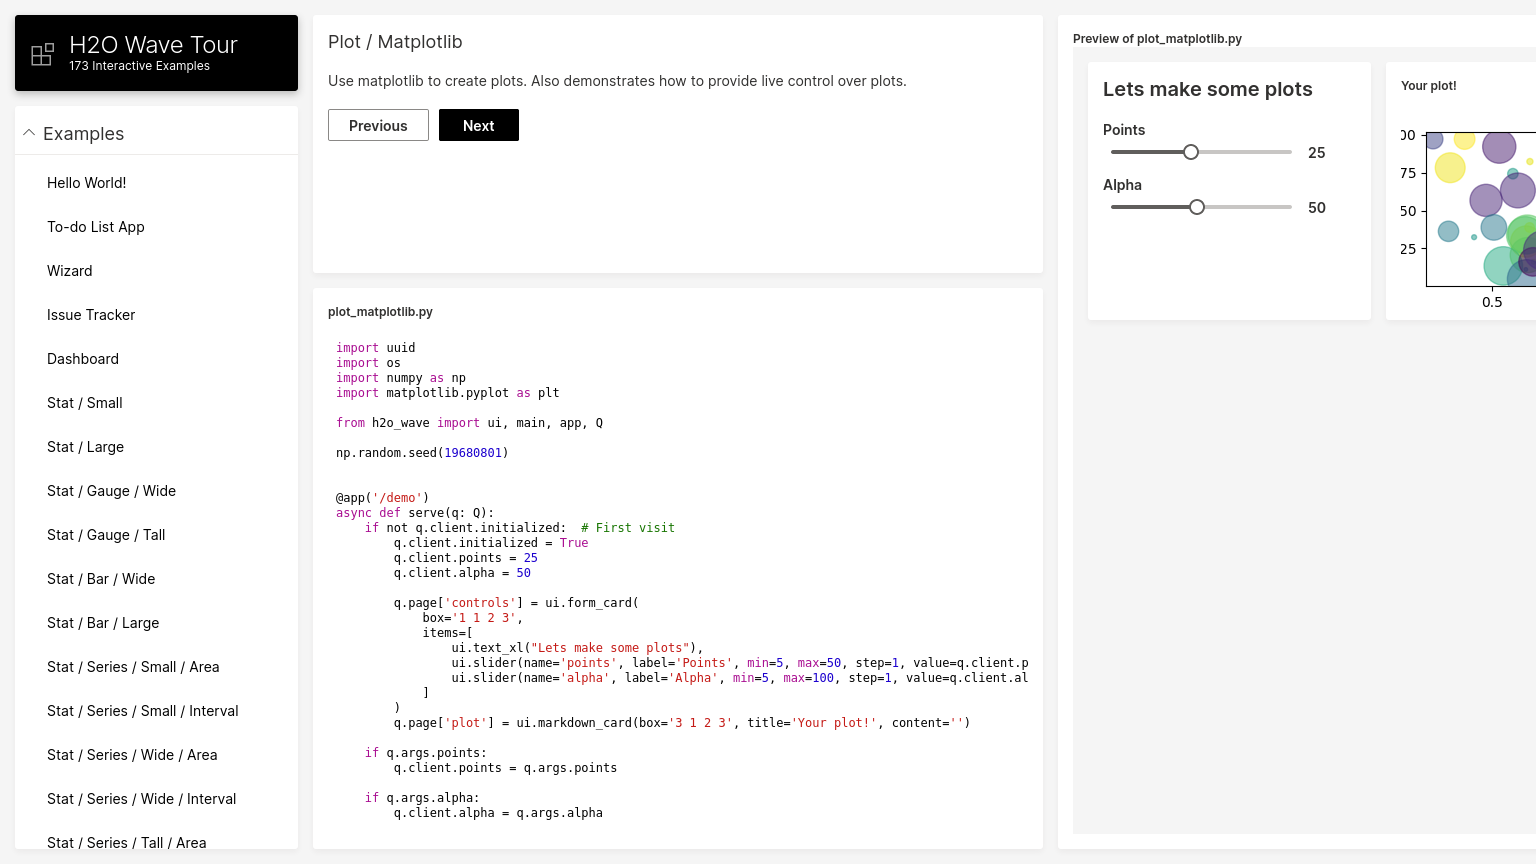 H2O Wave Tour
173 Interactive Examples
Examples
Hello World!
To-do List App
Wizard
Issue Tracker
Dashboard
Stat / Small
Stat / Large
Stat / Gauge / Wide
Stat / Gauge / Tall
Stat / Bar / Wide
Stat / Bar / Large
Stat / Series / Small / Area
Stat / Series / Small / Interval
Stat / Series / Wide / Area
Stat / Series / Wide / Interval
Stat / Series / Tall / Area
Plot / Matplotlib
Use matplotlib to create plots. Also demonstrates how to provide live control over plots.
Previous
Next
plot_matplotlib.py
import uuid
import os
import numpy as np
import matplotlib.pyplot as plt
from h2o_wave import ui, main, app, Q
np.random.seed(19680801)
@app('/demo')
async def serve(q: Q):
    if not q.client.initialized:  # First visit
        q.client.initialized = True
        q.client.points = 25
        q.client.alpha = 50
        q.page['controls'] = ui.form_card(
            box='1 1 2 3',
            items=[
                ui.text_xl("Lets make some plots"),
                ui.slider(name='points', label='Points', min=5, max=50, step=1, value=q.client.p
                ui.slider(name='alpha', label='Alpha', min=5, max=100, step=1, value=q.client.al
            ]
        )
        q.page['plot'] = ui.markdown_card(box='3 1 2 3', title='Your plot!', content='')
    if q.args.points:
        q.client.points = q.args.points
    if q.args.alpha:
        q.client.alpha = q.args.alpha
Preview of plot_matplotlib.py
Lets make some plots
Points
25
Alpha
50
Your plot!
00
75
50
25
0.5